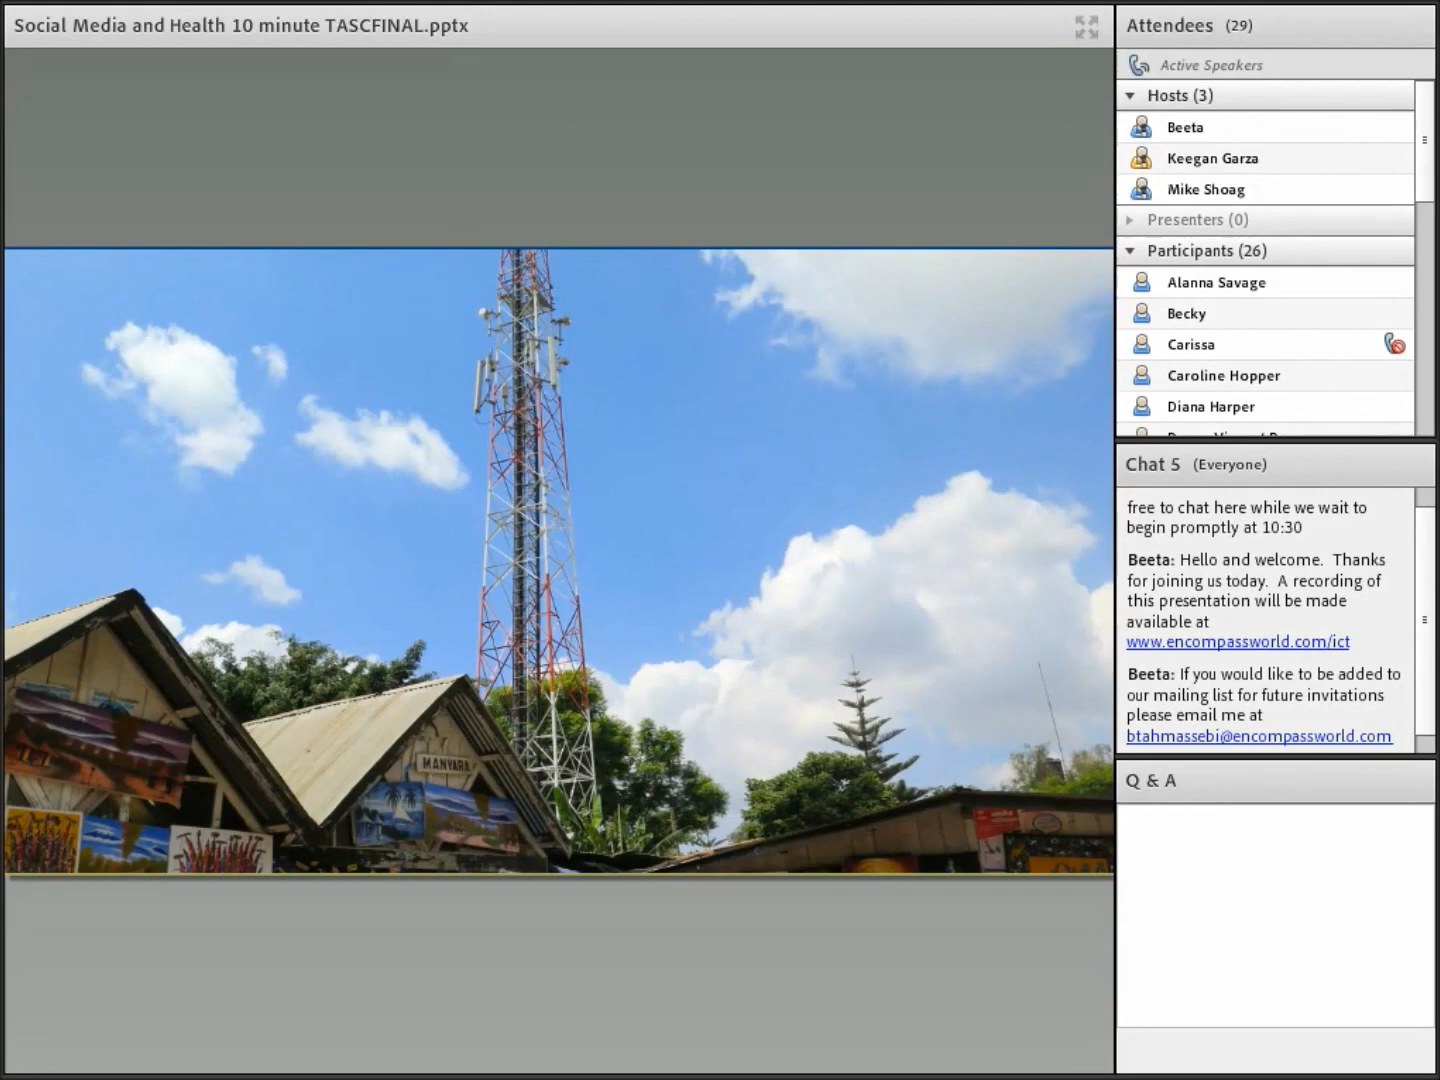 Social Media and Health 10 minute TASCFINAL.pptx
MANYARA
Attendees (29)
Active Speakers
Hosts (3)
Beeta
Keegan Garza
Mike Shoag
Presenters (0)
Participants (26)
Alanna Savage
Becky
Carissa
Caroline Hopper
Diana Harper
Chat 5 (Everyone)
free to chat here while we wait to
begin promptly at 10:30
Beeta: Hello and welcome. Thanks
for joining us today. A recording of
this presentation will be made
available at
www.encompassworld.com/ict
Beeta: If you would like to be added to
our mailing list for future invitations
please email me at
btahmassebi@encompassworld.com
Q & A